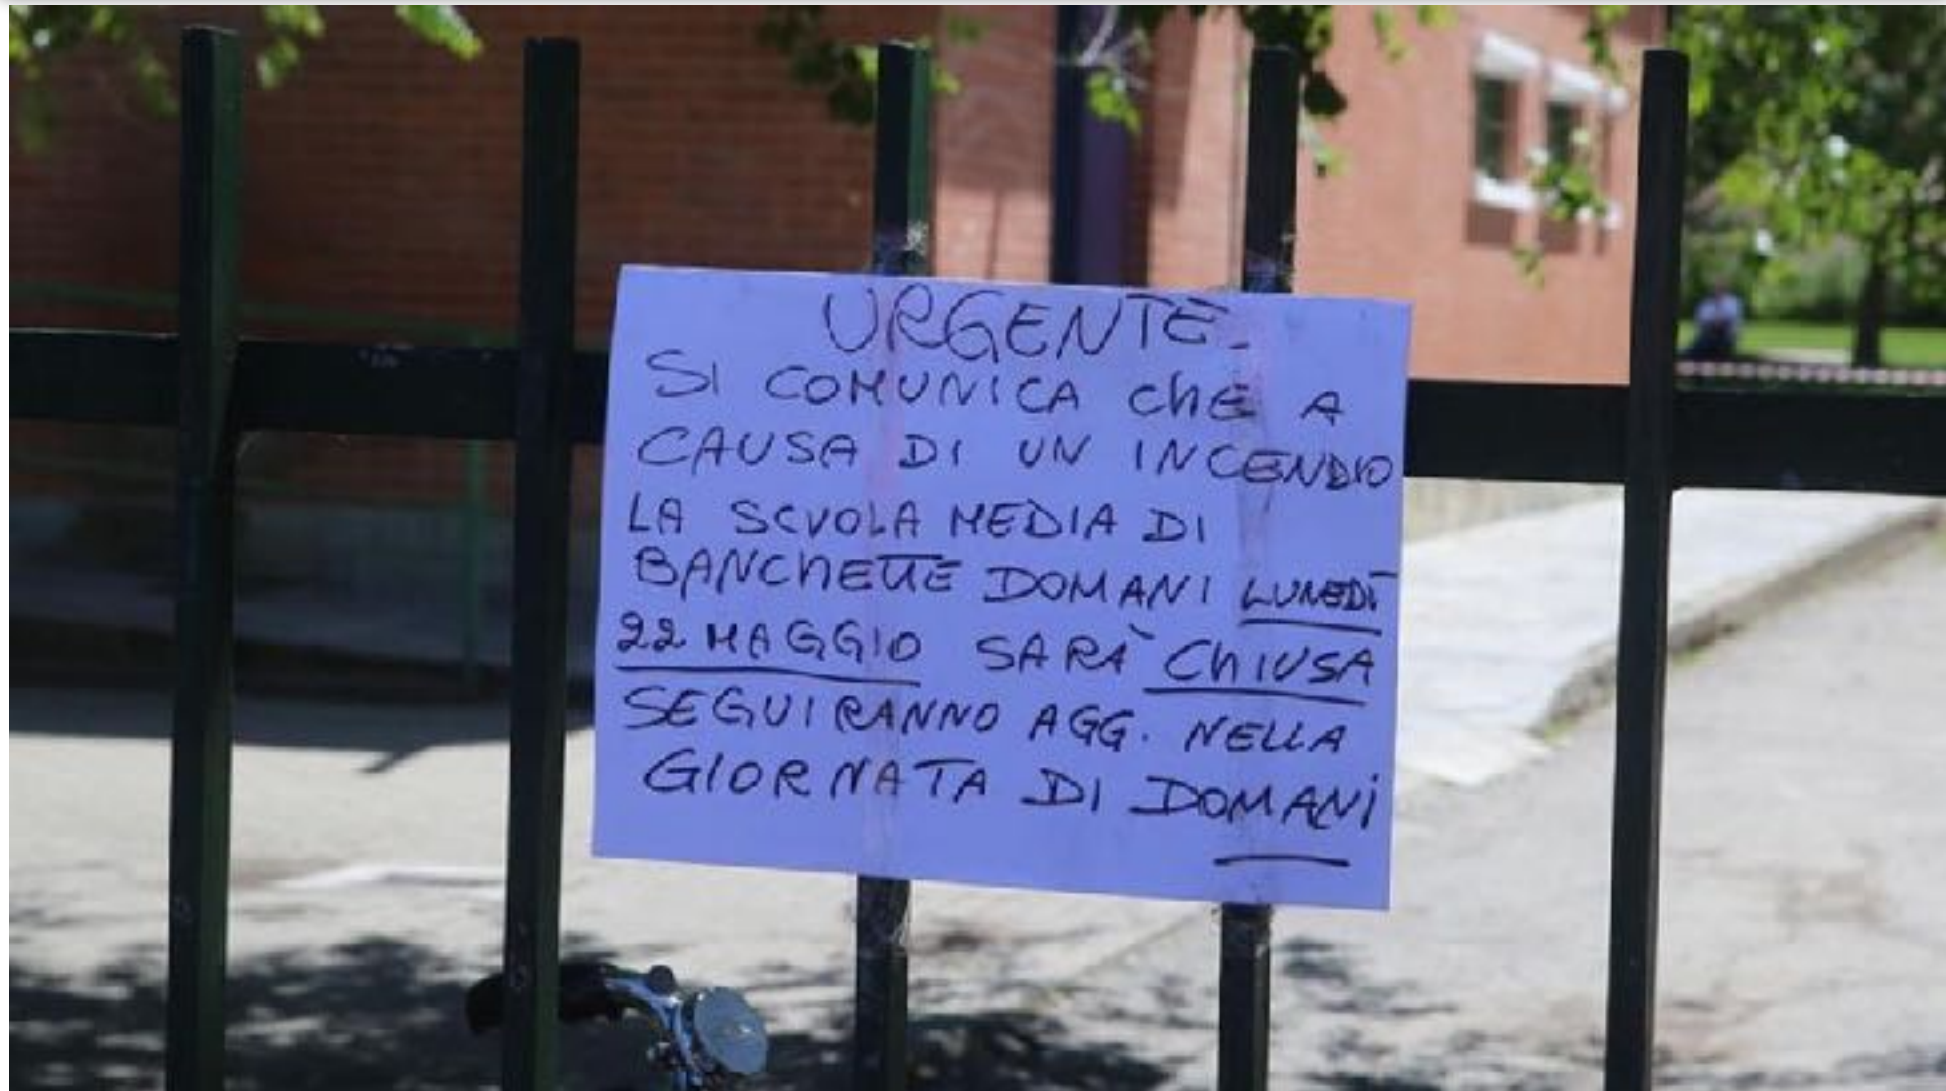 URGENTE
SI COMUNICA ChE A
CAUSA DI UN INCENDIO
LA SCUOLA MEDIA DI
BANCHETTE DOMANI LUNEDÌ
22 MAGGIO SARÀ ChIUSA
SEGUIRANNO AGG. NELLA
GIORNATA DI DOMANi